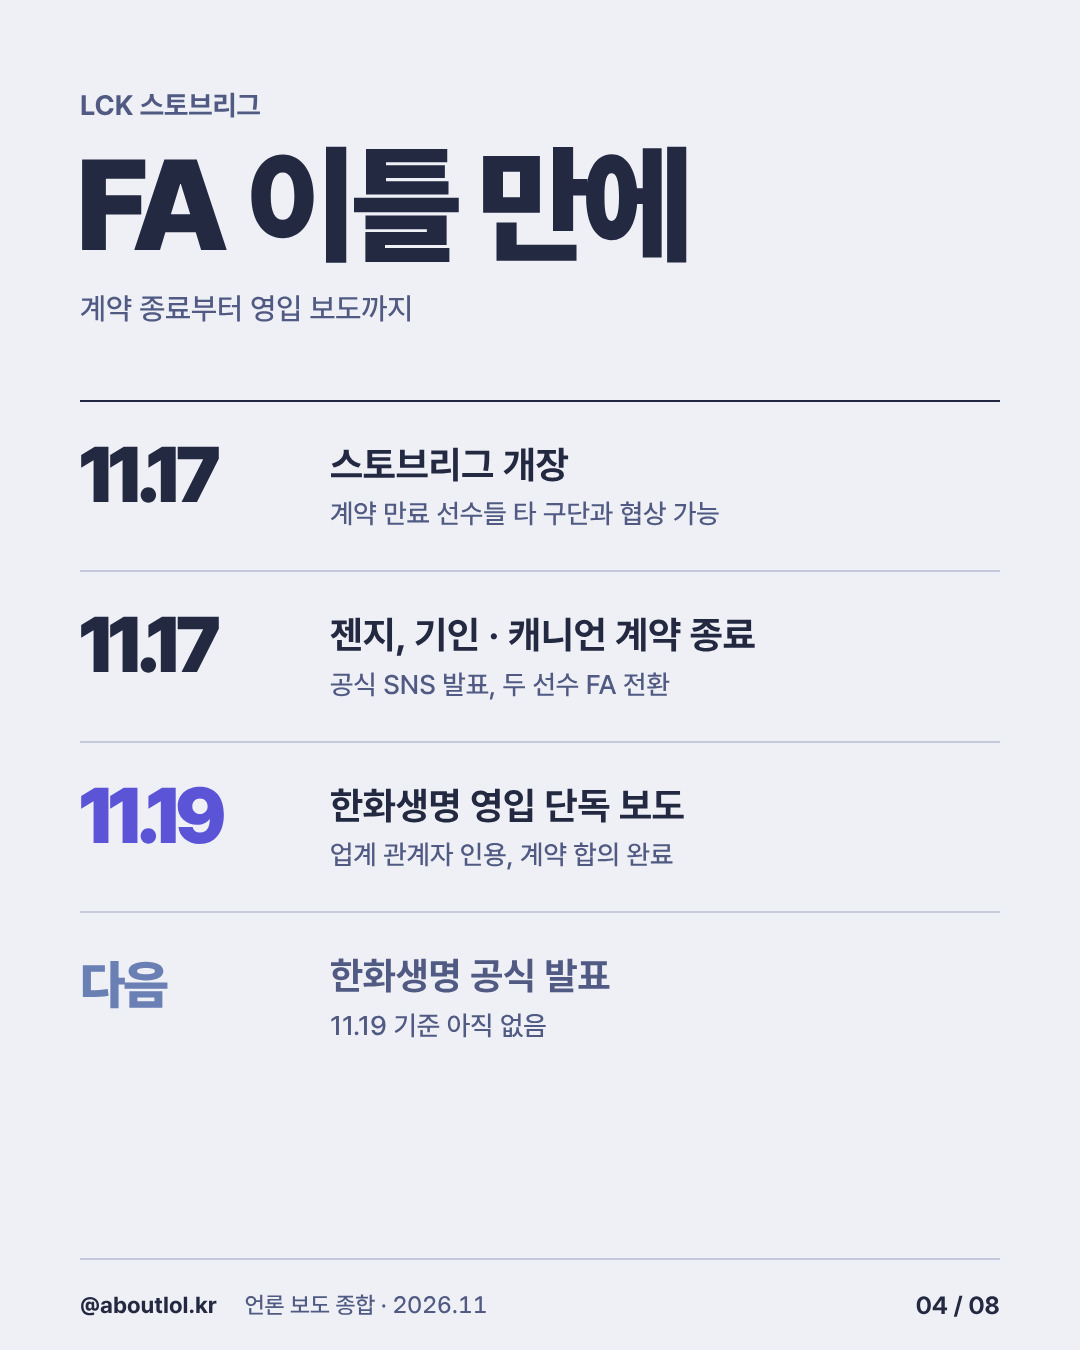 LCK 스토브리그
FA 이틀 만에
계약 종료부터 영입 보도까지
11.17
스토브리그 개장
계약 만료 선수들 타 구단과 협상 가능
11.17
젠지, 기인 · 캐니언 계약 종료
공식 SNS 발표, 두 선수 FA 전환
11.19
한화생명 영입 단독 보도
업계 관계자 인용, 계약 합의 완료
다음
한화생명 공식 발표
11.19 기준 아직 없음
@aboutlol.kr 언론 보도 종합 · 2026.11 04 / 08